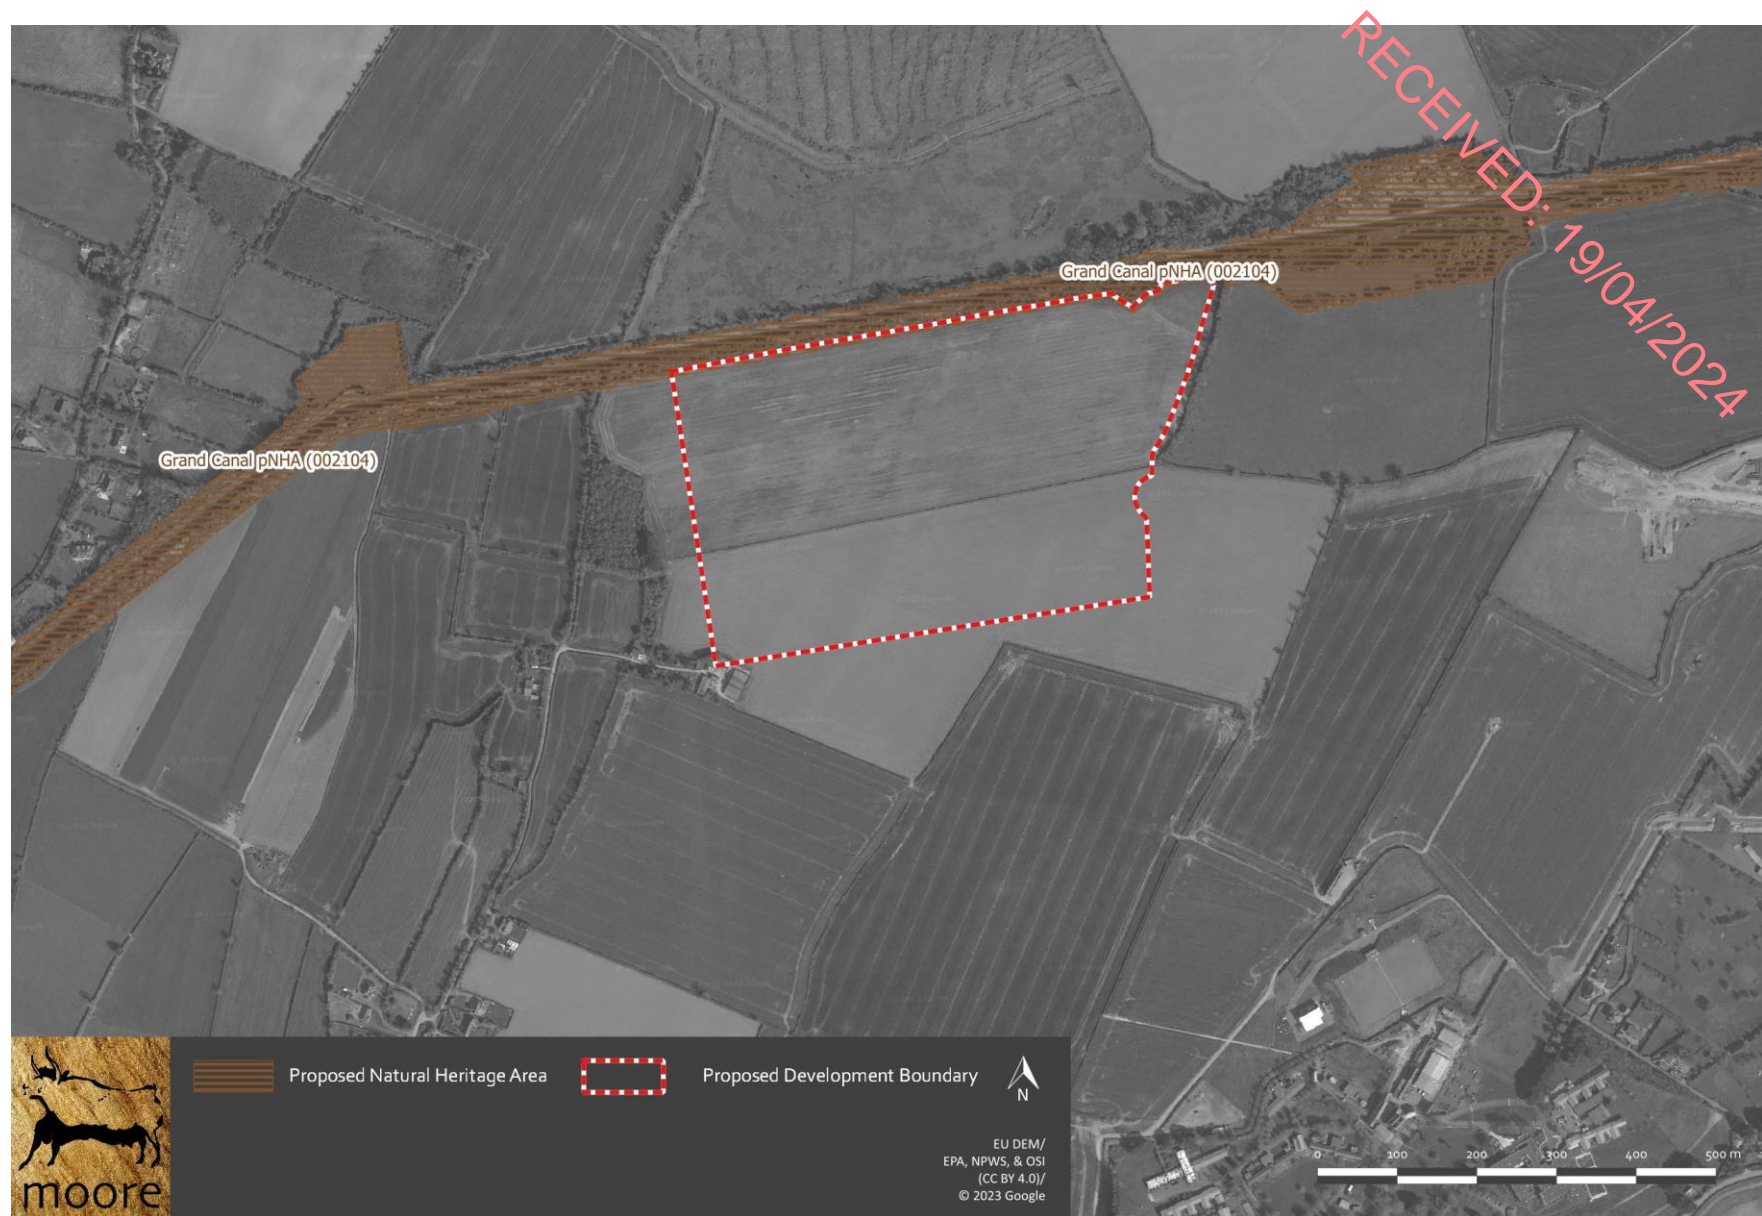 RECEIVED: 19/04/2024
Grand Canal pNHA (002104)
Grand Canal pNHA (002104)
Proposed Natural Heritage Area
Proposed Development Boundary
N
EU DEM/
EPA, NPWS, & OSI
(CC BY 4.0)/
© 2023 Google
moore
0 100 200 300 400 500 m